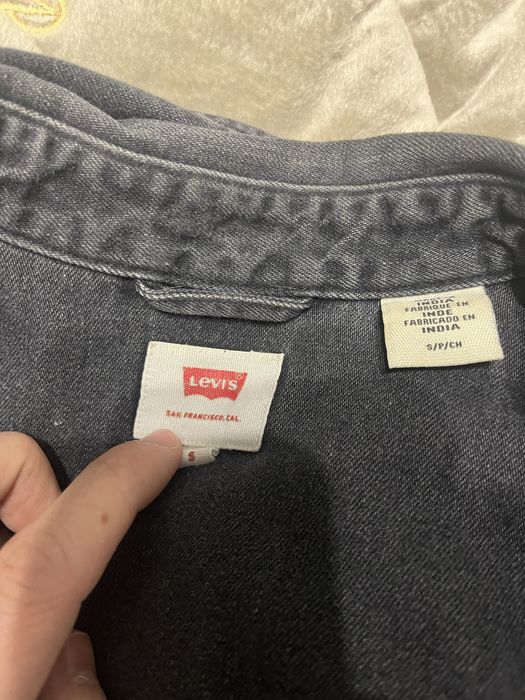 INDIA
FABRIQUE EN
INDE
FABRICADO EN
INDIA
S/P/CH
Levi's
SAN FRANCISCO, CAL.
S